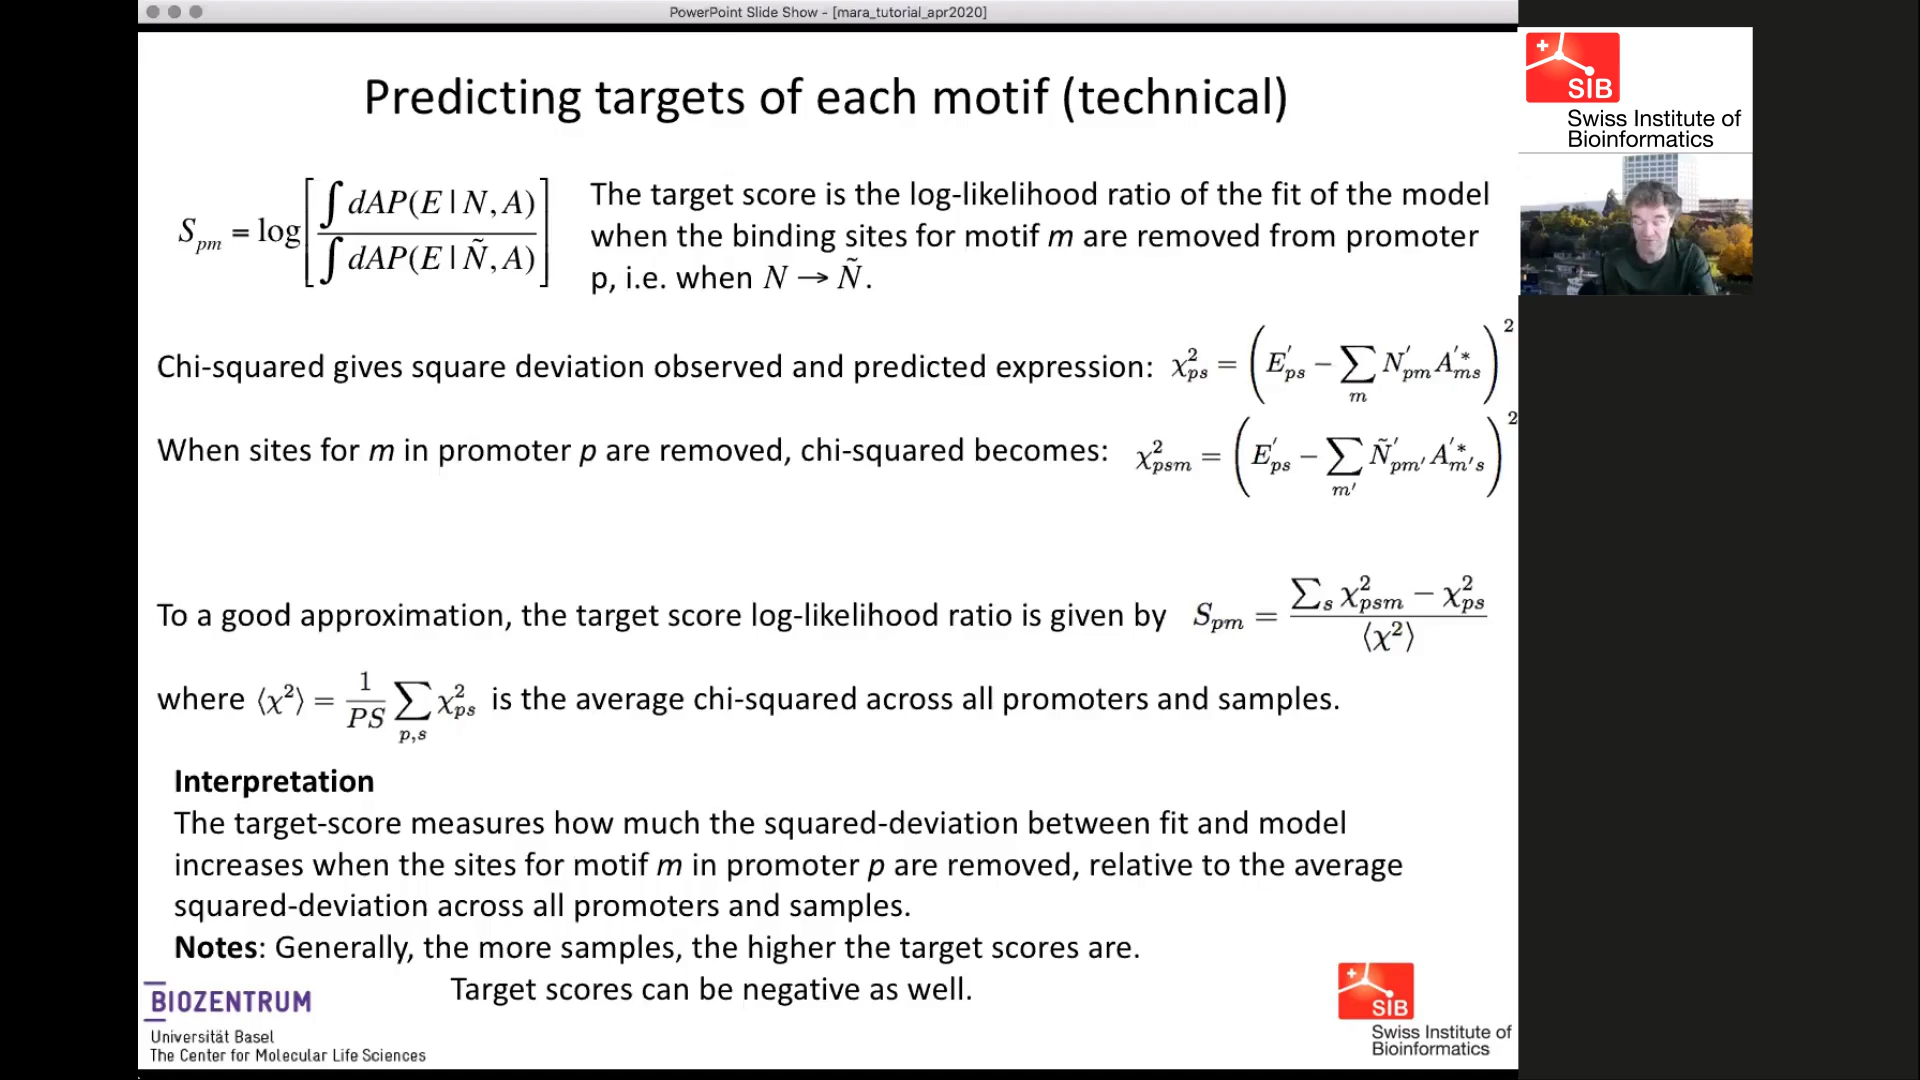 PowerPoint Slide Show - [mara_tutorial_apr2020]
Predicting targets of each motif (technical)
S_pm = log[∫dAP(E | N, A) / ∫dAP(E | Ñ, A)]
The target score is the log-likelihood ratio of the fit of the model
when the binding sites for motif m are removed from promoter
p, i.e. when N → Ñ.
Chi-squared gives square deviation observed and predicted expression: χ²_ps = (E'_ps − ∑_m N'_pm A'*_ms)²
When sites for m in promoter p are removed, chi-squared becomes: χ²_psm = (E'_ps − ∑_m' Ñ'_pm' A'*_m's)²
To a good approximation, the target score log-likelihood ratio is given by S_pm = (∑_s χ²_psm − χ²_ps) / ⟨χ²⟩
where ⟨χ²⟩ = 1/PS ∑_p,s χ²_ps is the average chi-squared across all promoters and samples.
Interpretation
The target-score measures how much the squared-deviation between fit and model
increases when the sites for motif m in promoter p are removed, relative to the average
squared-deviation across all promoters and samples.
Notes: Generally, the more samples, the higher the target scores are.
Target scores can be negative as well.
BIOZENTRUM
Universität Basel
The Center for Molecular Life Sciences
SIB
Swiss Institute of
Bioinformatics
SIB
Swiss Institute of
Bioinformatics